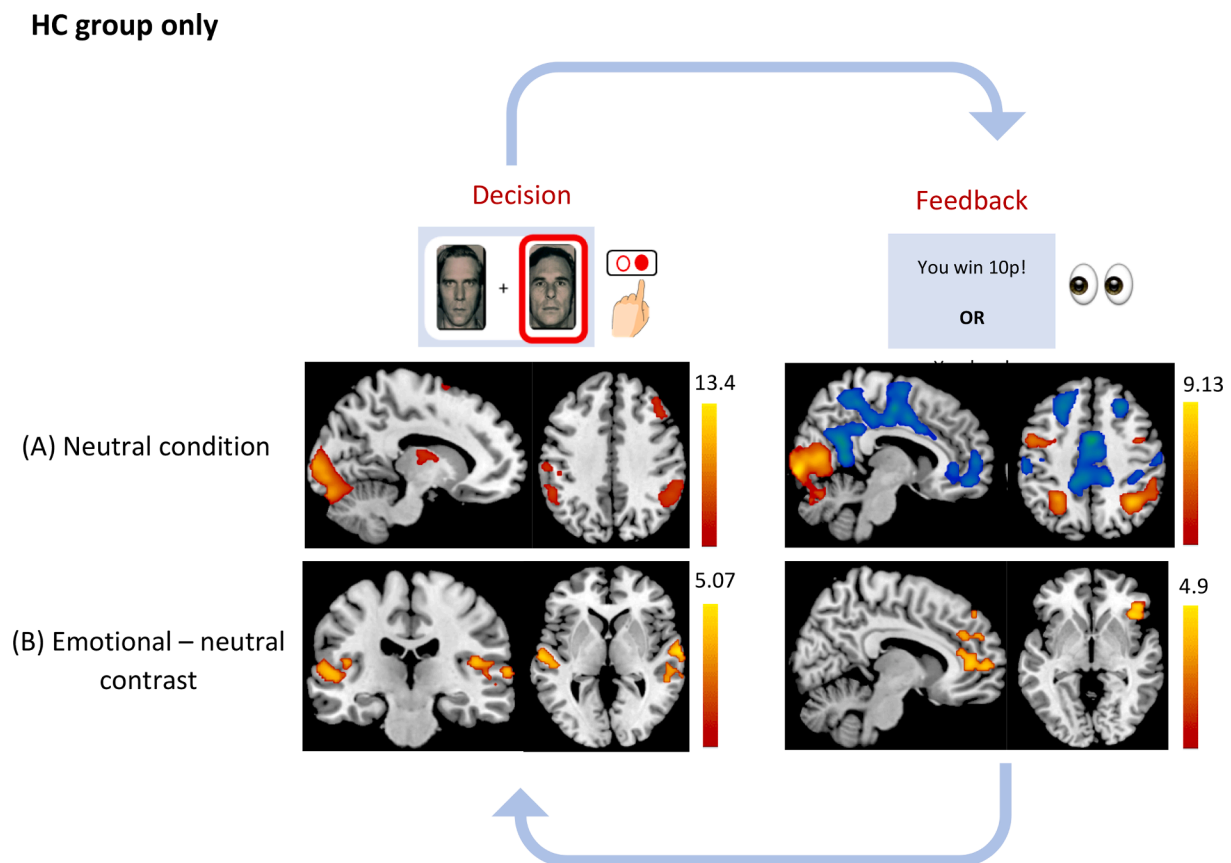 HC group only
Decision
Feedback
+
You win 10p!
OR
13.4
9.13
(A) Neutral condition
5.07
4.9
(B) Emotional – neutral
contrast